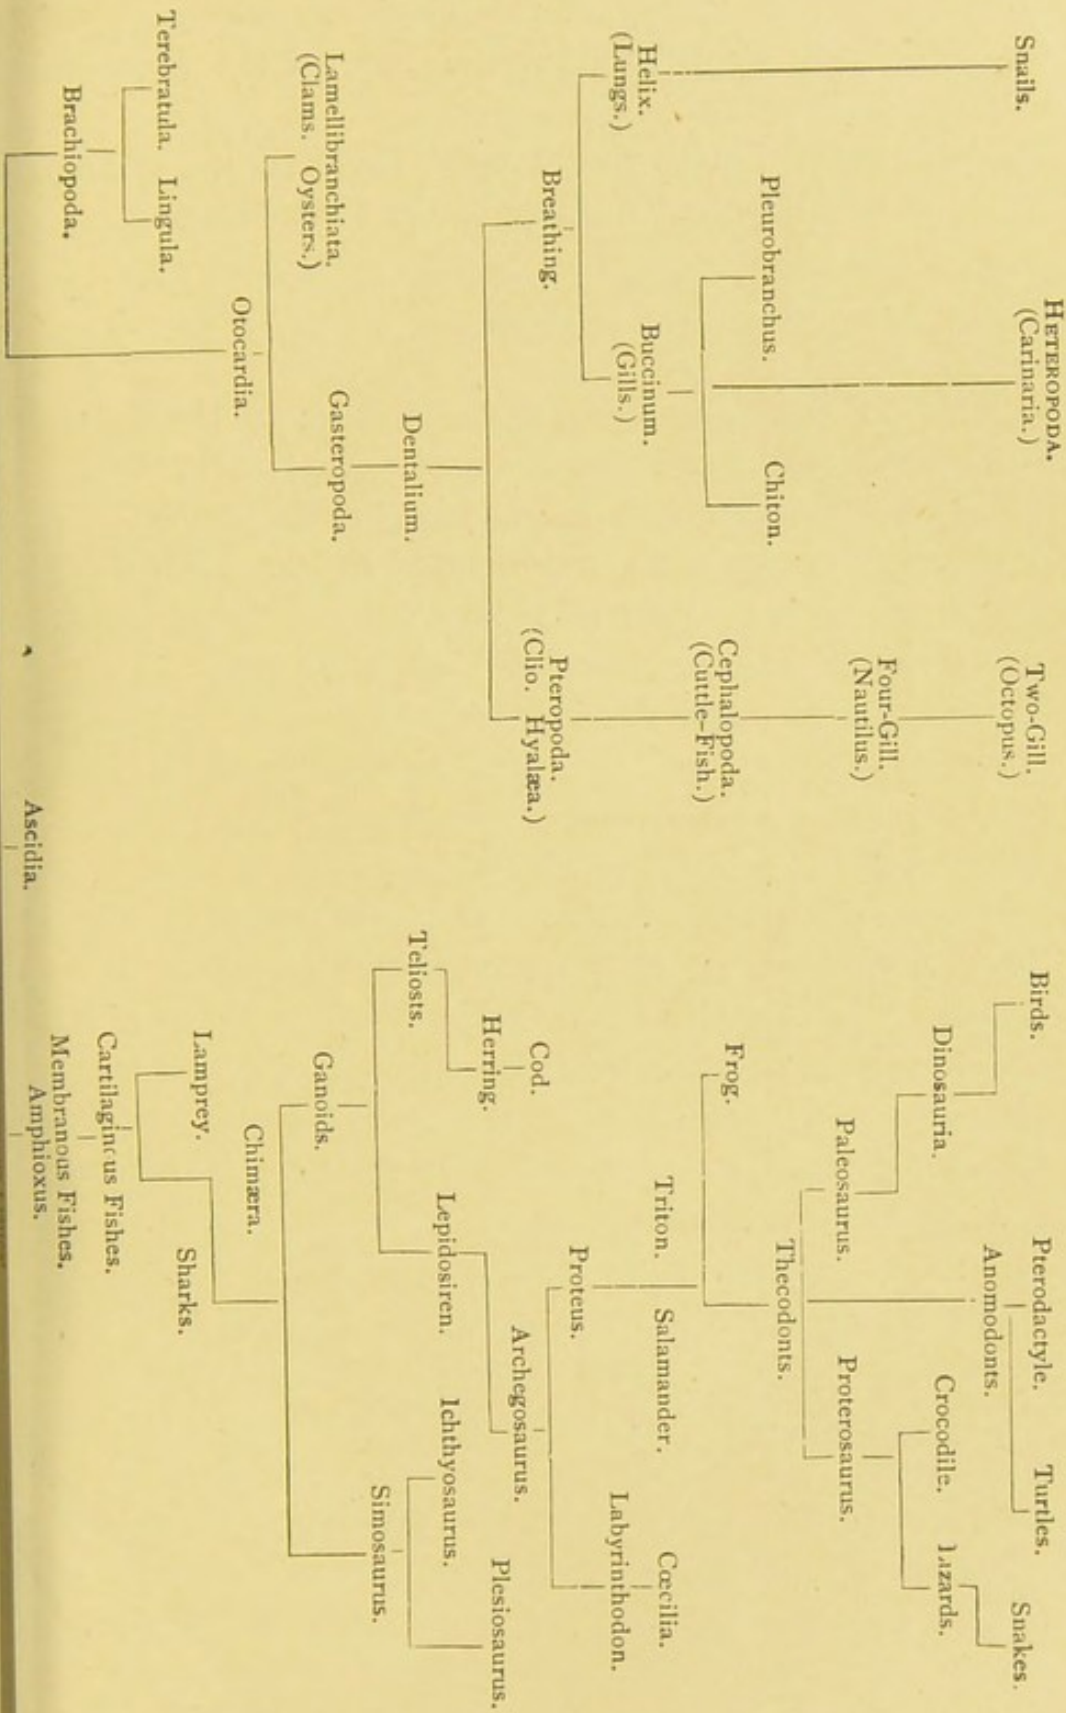 HETEROPODA.
(Carinaria.)
Snails.
Two-Gill.
(Octopus.)
Birds. Pterodactyle. Turtles.
Snakes.
Anomodonts.
Dinosauria. Crocodile. Lizards.
Four-Gill.
(Nautilus.)
Paleosaurus. Proterosaurus.
Thecodonts.
Pleurobranchus. Chiton.
Cephalopoda.
(Cuttle-Fish.)
Frog.
Triton. Salamander. Cœcilia.
Helix.
(Lungs.)
Buccinum.
(Gills.)
Labyrinthodon.
Proteus.
Breathing.
Pteropoda.
(Clio. Hyalæa.)
Cod.
Archegosaurus.
Herring. Plesiosaurus.
Lepidosiren. Ichthyosaurus.
Dentalium.
Teliosts.
Simosaurus.
Lamellibranchiata.
(Clams. Oysters.)
Gasteropoda.
Ganoids.
Otocardia.
Chimæra.
Lamprey. Sharks.
Terebratula. Lingula.
Cartilaginous Fishes.
Brachiopoda.
Membranous Fishes.
Amphioxus.
Ascidia.